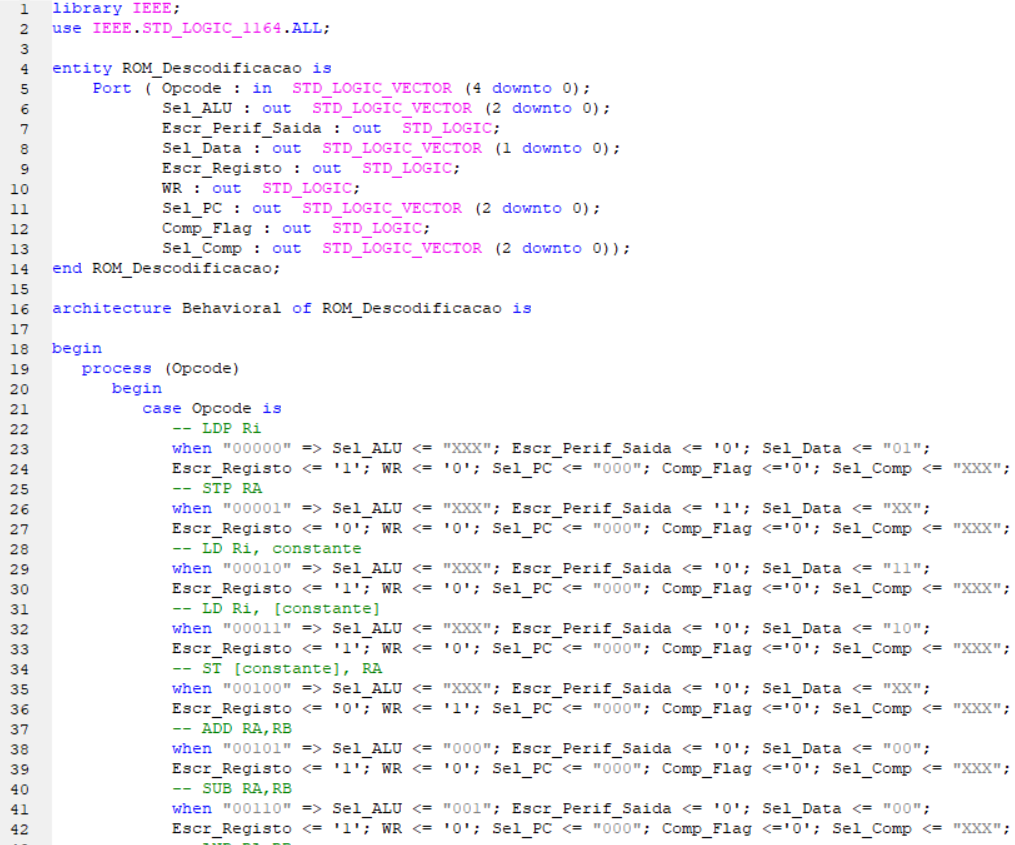 1 library IEEE;
2 use IEEE.STD_LOGIC_1164.ALL;
3
4 entity ROM_Descodificacao is
5 Port ( Opcode : in STD_LOGIC_VECTOR (4 downto 0);
6 Sel_ALU : out STD_LOGIC_VECTOR (2 downto 0);
7 Escr_Perif_Saida : out STD_LOGIC;
8 Sel_Data : out STD_LOGIC_VECTOR (1 downto 0);
9 Escr_Registo : out STD_LOGIC;
10 WR : out STD_LOGIC;
11 Sel_PC : out STD_LOGIC_VECTOR (2 downto 0);
12 Comp_Flag : out STD_LOGIC;
13 Sel_Comp : out STD_LOGIC_VECTOR (2 downto 0));
14 end ROM_Descodificacao;
15
16 architecture Behavioral of ROM_Descodificacao is
17
18 begin
19 process (Opcode)
20 begin
21 case Opcode is
22 -- LDP Ri
23 when "00000" => Sel_ALU <= "XXX"; Escr_Perif_Saida <= '0'; Sel_Data <= "01";
24 Escr_Registo <= '1'; WR <= '0'; Sel_PC <= "000"; Comp_Flag <='0'; Sel_Comp <= "XXX";
25 -- STP RA
26 when "00001" => Sel_ALU <= "XXX"; Escr_Perif_Saida <= '1'; Sel_Data <= "XX";
27 Escr_Registo <= '0'; WR <= '0'; Sel_PC <= "000"; Comp_Flag <='0'; Sel_Comp <= "XXX";
28 -- LD Ri, constante
29 when "00010" => Sel_ALU <= "XXX"; Escr_Perif_Saida <= '0'; Sel_Data <= "11";
30 Escr_Registo <= '1'; WR <= '0'; Sel_PC <= "000"; Comp_Flag <='0'; Sel_Comp <= "XXX";
31 -- LD Ri, [constante]
32 when "00011" => Sel_ALU <= "XXX"; Escr_Perif_Saida <= '0'; Sel_Data <= "10";
33 Escr_Registo <= '1'; WR <= '0'; Sel_PC <= "000"; Comp_Flag <='0'; Sel_Comp <= "XXX";
34 -- ST [constante], RA
35 when "00100" => Sel_ALU <= "XXX"; Escr_Perif_Saida <= '0'; Sel_Data <= "XX";
36 Escr_Registo <= '0'; WR <= '1'; Sel_PC <= "000"; Comp_Flag <='0'; Sel_Comp <= "XXX";
37 -- ADD RA,RB
38 when "00101" => Sel_ALU <= "000"; Escr_Perif_Saida <= '0'; Sel_Data <= "00";
39 Escr_Registo <= '1'; WR <= '0'; Sel_PC <= "000"; Comp_Flag <='0'; Sel_Comp <= "XXX";
40 -- SUB RA,RB
41 when "00110" => Sel_ALU <= "001"; Escr_Perif_Saida <= '0'; Sel_Data <= "00";
42 Escr_Registo <= '1'; WR <= '0'; Sel_PC <= "000"; Comp_Flag <='0'; Sel_Comp <= "XXX";